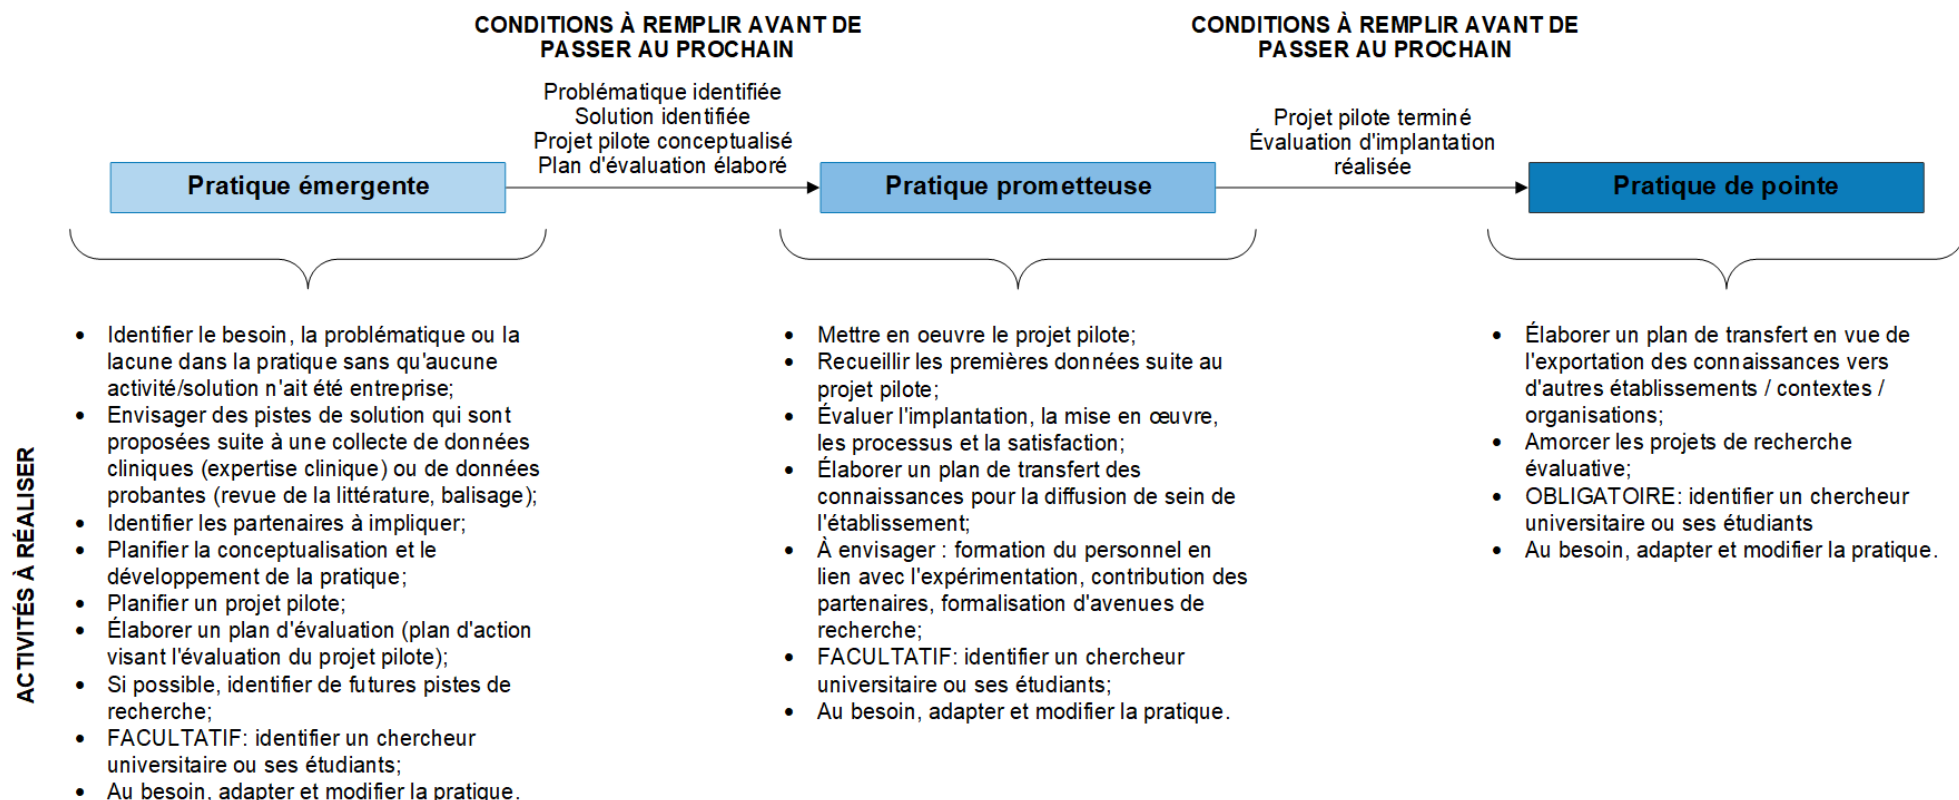 CONDITIONS À REMPLIR AVANT DE
PASSER AU PROCHAIN
Problématique identifiée
Solution identifiée
Projet pilote conceptualisé
Plan d'évaluation élaboré
CONDITIONS À REMPLIR AVANT DE
PASSER AU PROCHAIN
Projet pilote terminé
Évaluation d'implantation
réalisée
Pratique émergente
Pratique prometteuse
Pratique de pointe
ACTIVITÉS À RÉALISER
• Identifier le besoin, la problématique ou la
lacune dans la pratique sans qu'aucune
activité/solution n'ait été entreprise;
• Envisager des pistes de solution qui sont
proposées suite à une collecte de données
cliniques (expertise clinique) ou de données
probantes (revue de la littérature, balisage);
• Identifier les partenaires à impliquer;
• Planifier la conceptualisation et le
développement de la pratique;
• Planifier un projet pilote;
• Élaborer un plan d'évaluation (plan d'action
visant l'évaluation du projet pilote);
• Si possible, identifier de futures pistes de
recherche;
• FACULTATIF: identifier un chercheur
universitaire ou ses étudiants;
• Au besoin, adapter et modifier la pratique.
• Mettre en oeuvre le projet pilote;
• Recueillir les premières données suite au
projet pilote;
• Évaluer l'implantation, la mise en œuvre,
les processus et la satisfaction;
• Élaborer un plan de transfert des
connaissances pour la diffusion de sein de
l'établissement;
• À envisager : formation du personnel en
lien avec l'expérimentation, contribution des
partenaires, formalisation d'avenues de
recherche;
• FACULTATIF: identifier un chercheur
universitaire ou ses étudiants;
• Au besoin, adapter et modifier la pratique.
• Élaborer un plan de transfert en vue de
l'exportation des connaissances vers
d'autres établissements / contextes /
organisations;
• Amorcer les projets de recherche
évaluative;
• OBLIGATOIRE: identifier un chercheur
universitaire ou ses étudiants
• Au besoin, adapter et modifier la pratique.